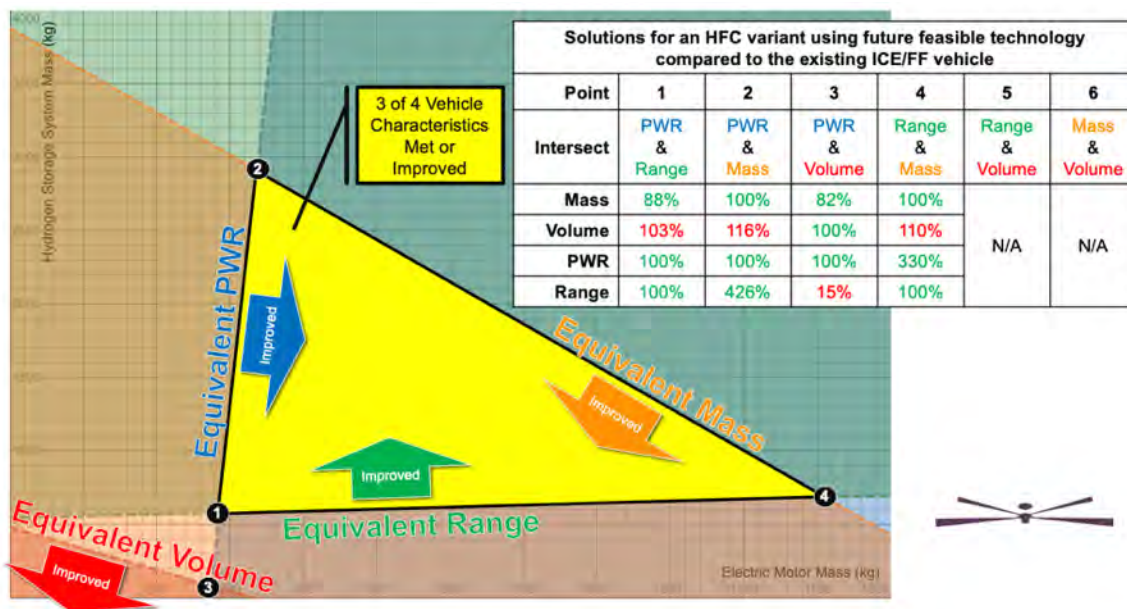 4000
Hydrogen Storage System Mass (kg)
3 of 4 Vehicle
Characteristics
Met or
Improved
Solutions for an HFC variant using future feasible technology
compared to the existing ICE/FF vehicle
Point 1 2 3 4 5 6
Intersect PWR & Range PWR & Mass PWR & Volume Range & Mass Range & Volume Mass & Volume
Mass 88% 100% 82% 100% N/A N/A
Volume 103% 116% 100% 110%
PWR 100% 100% 100% 330%
Range 100% 426% 15% 100%
2
Equivalent PWR
Improved
Equivalent Mass
Improved
Improved
1
Equivalent Range
4
Equivalent Volume
Improved
3
Electric Motor Mass (kg)